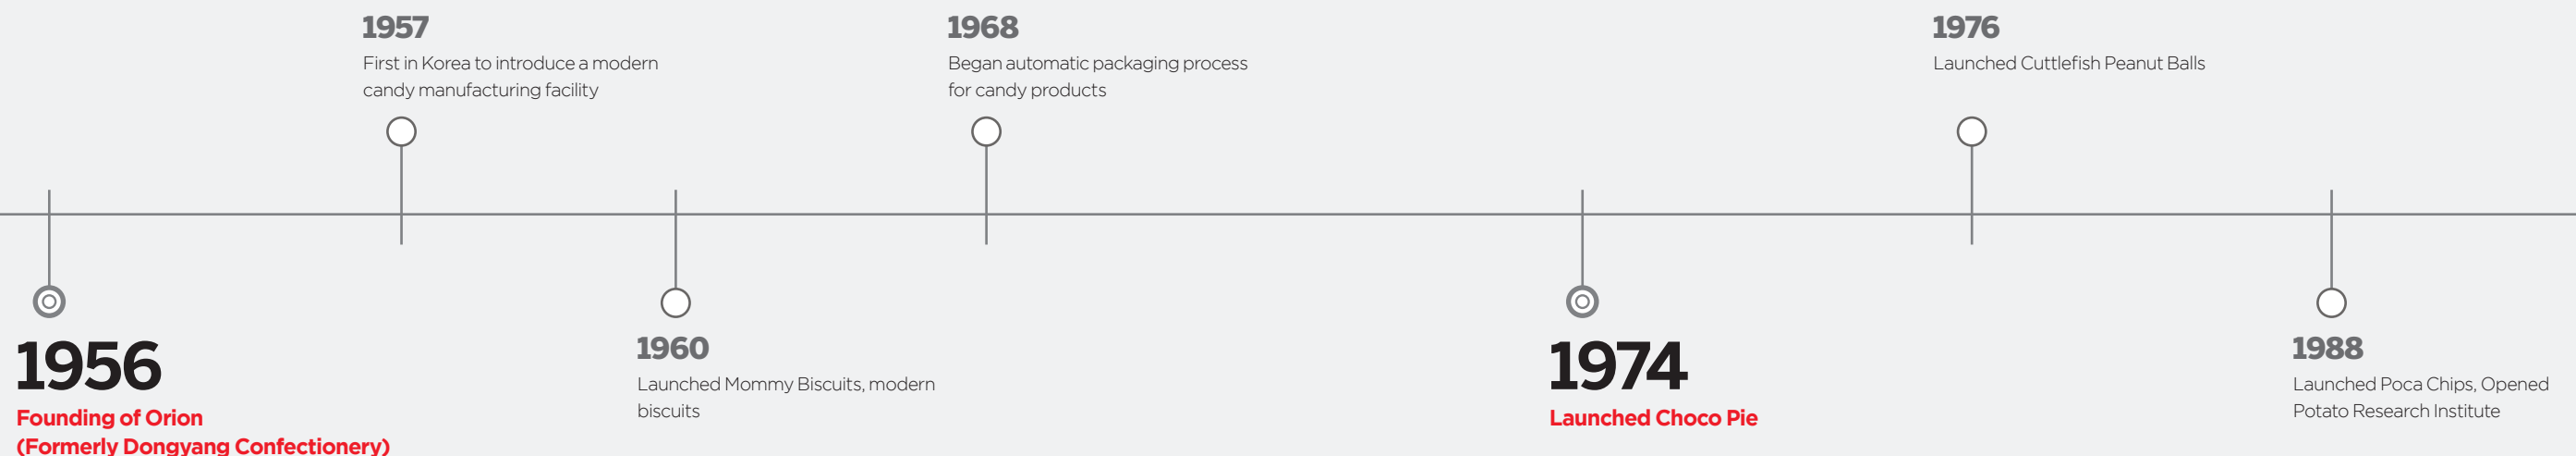 1957
First in Korea to introduce a modern
candy manufacturing facility
1968
Began automatic packaging process
for candy products
1976
Launched Cuttlefish Peanut Balls
1956
Founding of Orion
(Formerly Dongyang Confectionery)
1960
Launched Mommy Biscuits, modern
biscuits
1974
Launched Choco Pie
1988
Launched Poca Chips, Opened
Potato Research Institute